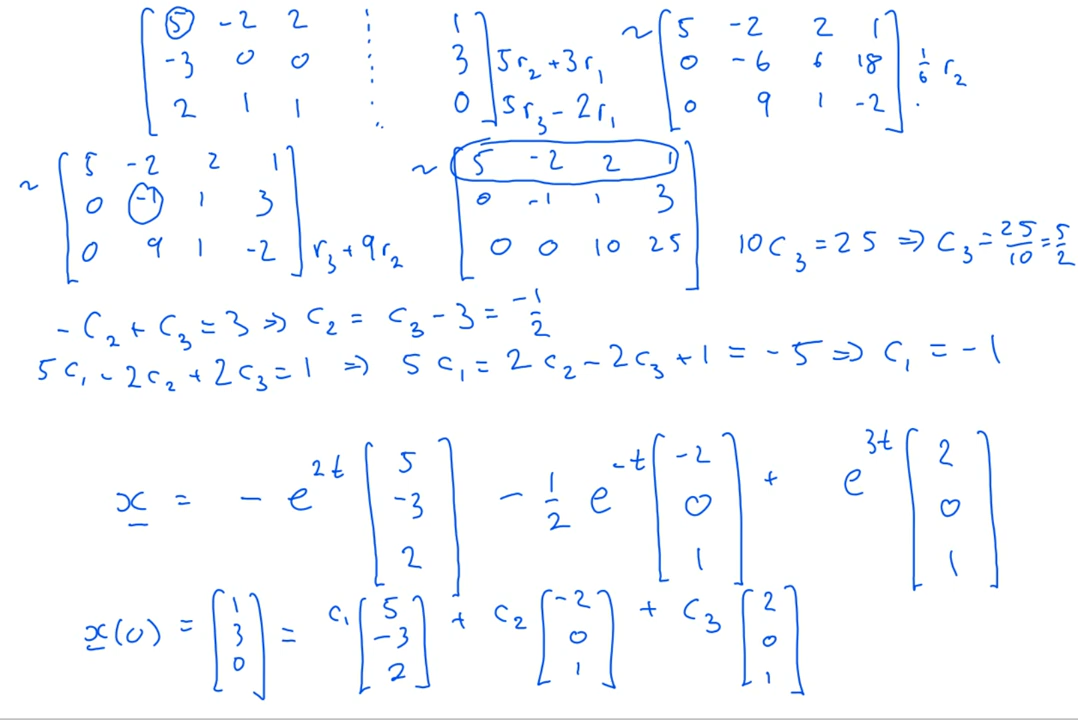 [5 -2 2 ⋮ 1] ~ [5 -2 2 1]
[-3 0 0 ⋮ 3] 5r₂+3r₁ [0 -6 6 18] 1/6 r₂
[2 1 1 ⋮ 0] 5r₃-2r₁ [0 9 1 -2]
~ [5 -2 2 1] ~ [5 -2 2 1]
[0 -1 1 3] [0 -1 1 3]
[0 9 1 -2] r₃+9r₂ [0 0 10 25] 10c₃=25 ⇒ c₃=25/10=5/2
-c₂+c₃=3 ⇒ c₂ = c₃-3 = -1/2
5c₁-2c₂+2c₃=1 ⇒ 5c₁=2c₂-2c₃+1=-5 ⇒ c₁=-1
x = -e^{2t} [5 -3 2] - 1/2 e^{-t} [-2 0 1] + e^{3t} [2 0 1]
x(0) = [1 3 0] = c₁ [5 -3 2] + c₂ [-2 0 1] + c₃ [2 0 1]